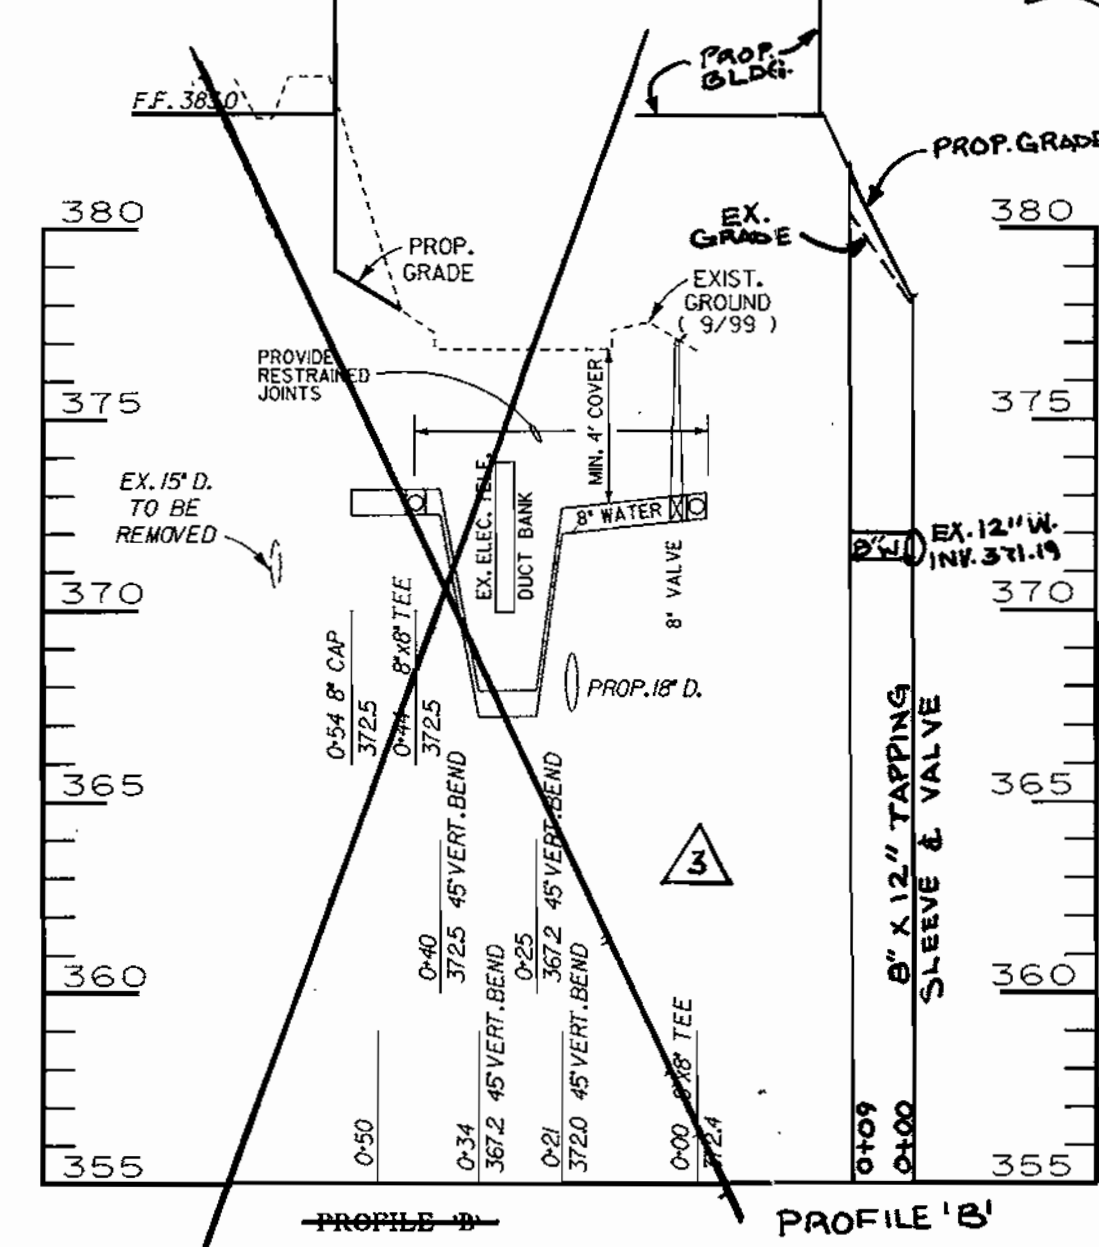 PROP.
BLDG.
F.F. 383.0
PROP. GRADE
380
EX.
GRADE
380
PROP.
GRADE
EXIST.
GROUND
( 9/99 )
PROVIDE
RESTRAINED
JOINTS
MIN. 4' COVER
375
375
EX. 15" D.
TO BE
REMOVED
EX. ELEC. TELE.
DUCT BANK
8" WATER
8" VALVE
8"W
EX. 12" W.
INV. 371.19
370
370
0+54 8" CAP
372.5
0+44 8"x8" TEE
372.5
PROP. 18" D.
8" X 12" TAPPING
SLEEVE & VALVE
365
365
3
0+40
372.5 45° VERT. BEND
0+25
367.2 45° VERT. BEND
360
360
0+50
0+34
367.2 45° VERT. BEND
0+21
372.0 45° VERT. BEND
0+00 8"X8" TEE
372.4
0+09
0+00
355
355
PROFILE 'B'
PROFILE 'B'